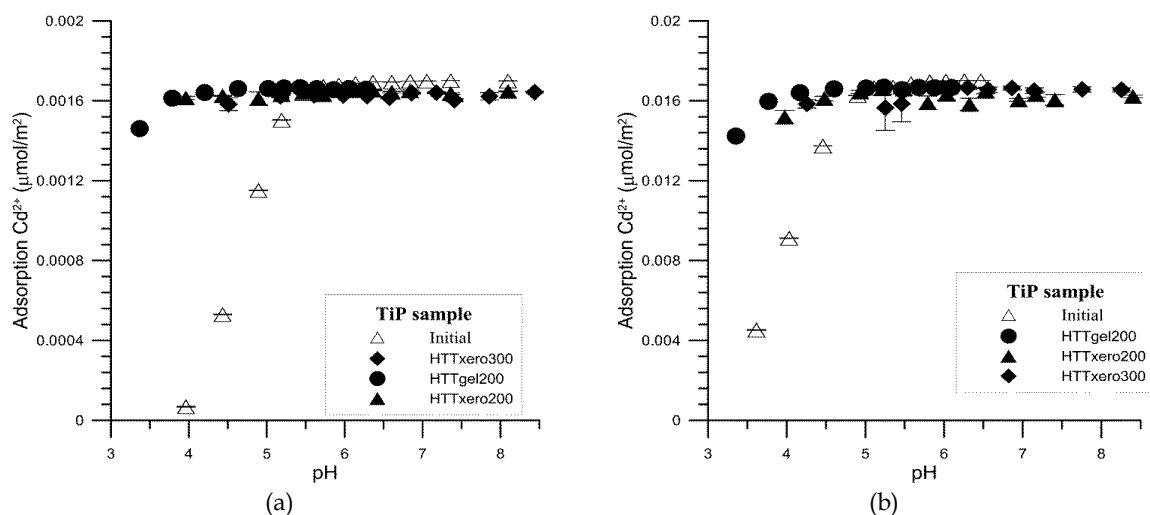 0.002
0.0016
0.0012
0.0008
0.0004
0
Adsorption Cd²⁺ (μmol/m²)
3 4 5 6 7 8
pH
TiP sample
Initial
HTTxero300
HTTgel200
HTTxero200
(a)
0.02
0.016
0.012
0.008
0.004
0
Adsorption Cd²⁺ (μmol/m²)
3 4 5 6 7 8
pH
TiP sample
Initial
HTTgel200
HTTxero200
HTTxero300
(b)